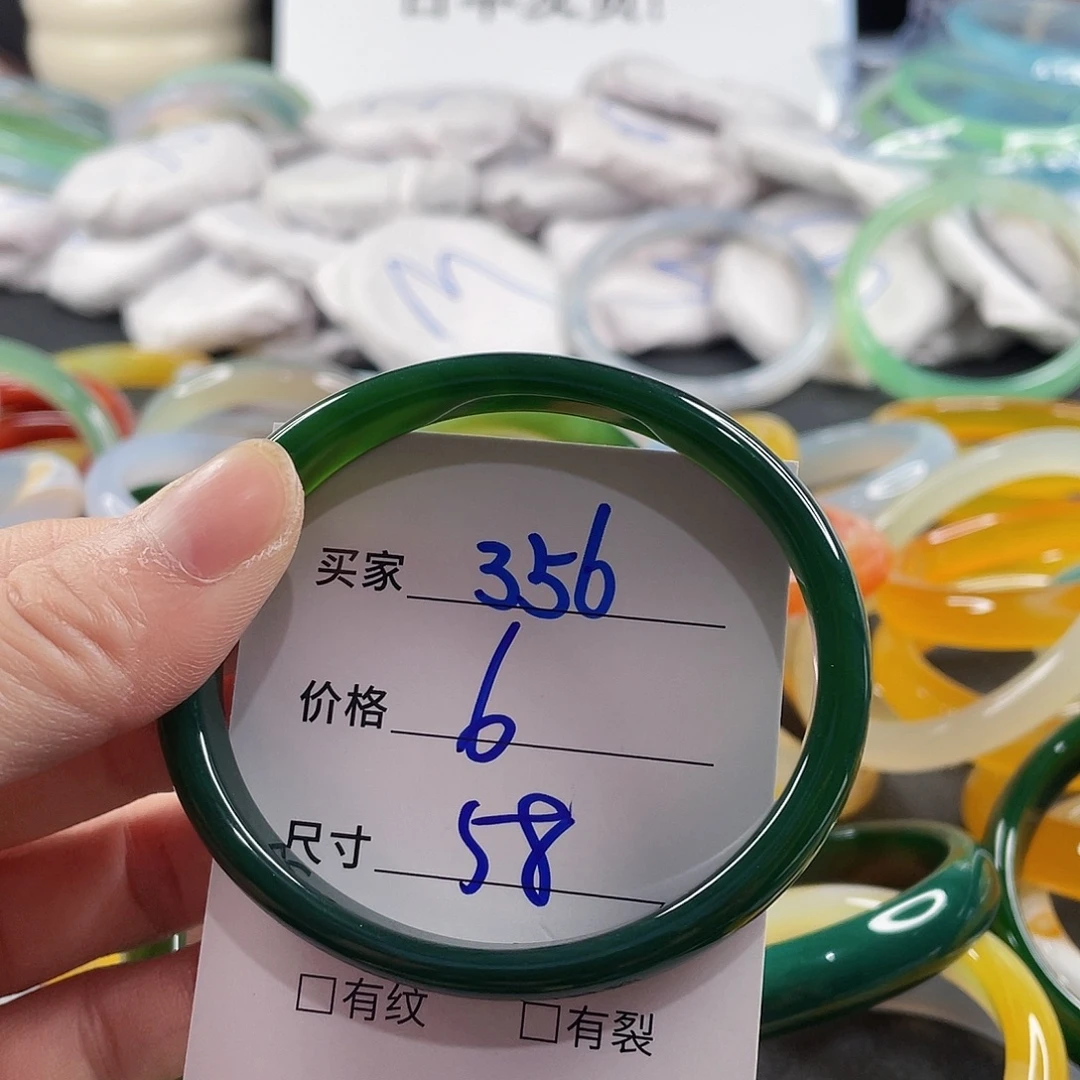 买家 356
价格 6
尺寸 58
□有纹 □有裂